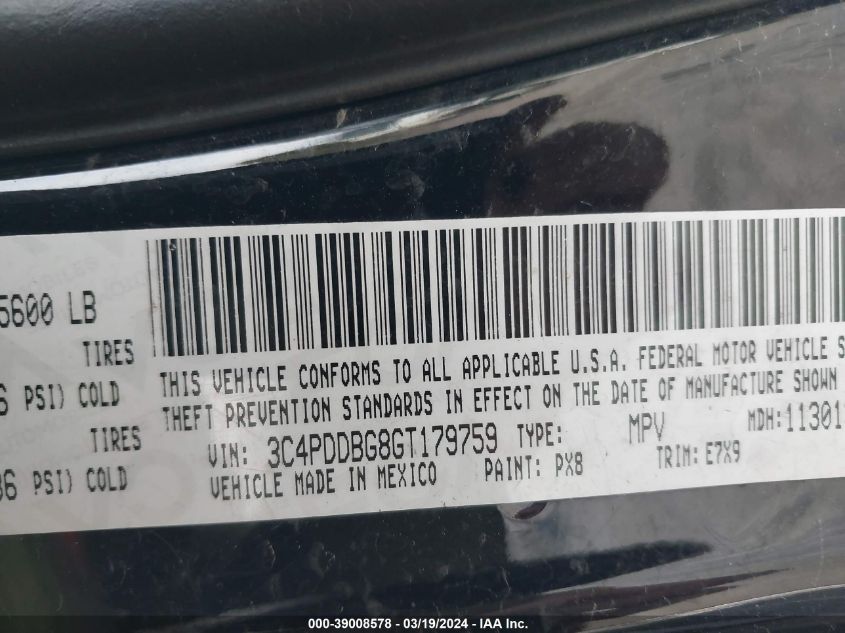 5600 LB
TIRES
6 PSI) COLD
TIRES
36 PSI) COLD
THIS VEHICLE CONFORMS TO ALL APPLICABLE U.S.A. FEDERAL MOTOR VEHICLE S
THEFT PREVENTION STANDARDS IN EFFECT ON THE DATE OF MANUFACTURE SHOWN
VIN: 3C4PDDBG8GT179759 TYPE: MPV MDH:11301
VEHICLE MADE IN MEXICO PAINT: PX8 TRIM: E7X9
000-39008578 - 03/19/2024 - IAA Inc.